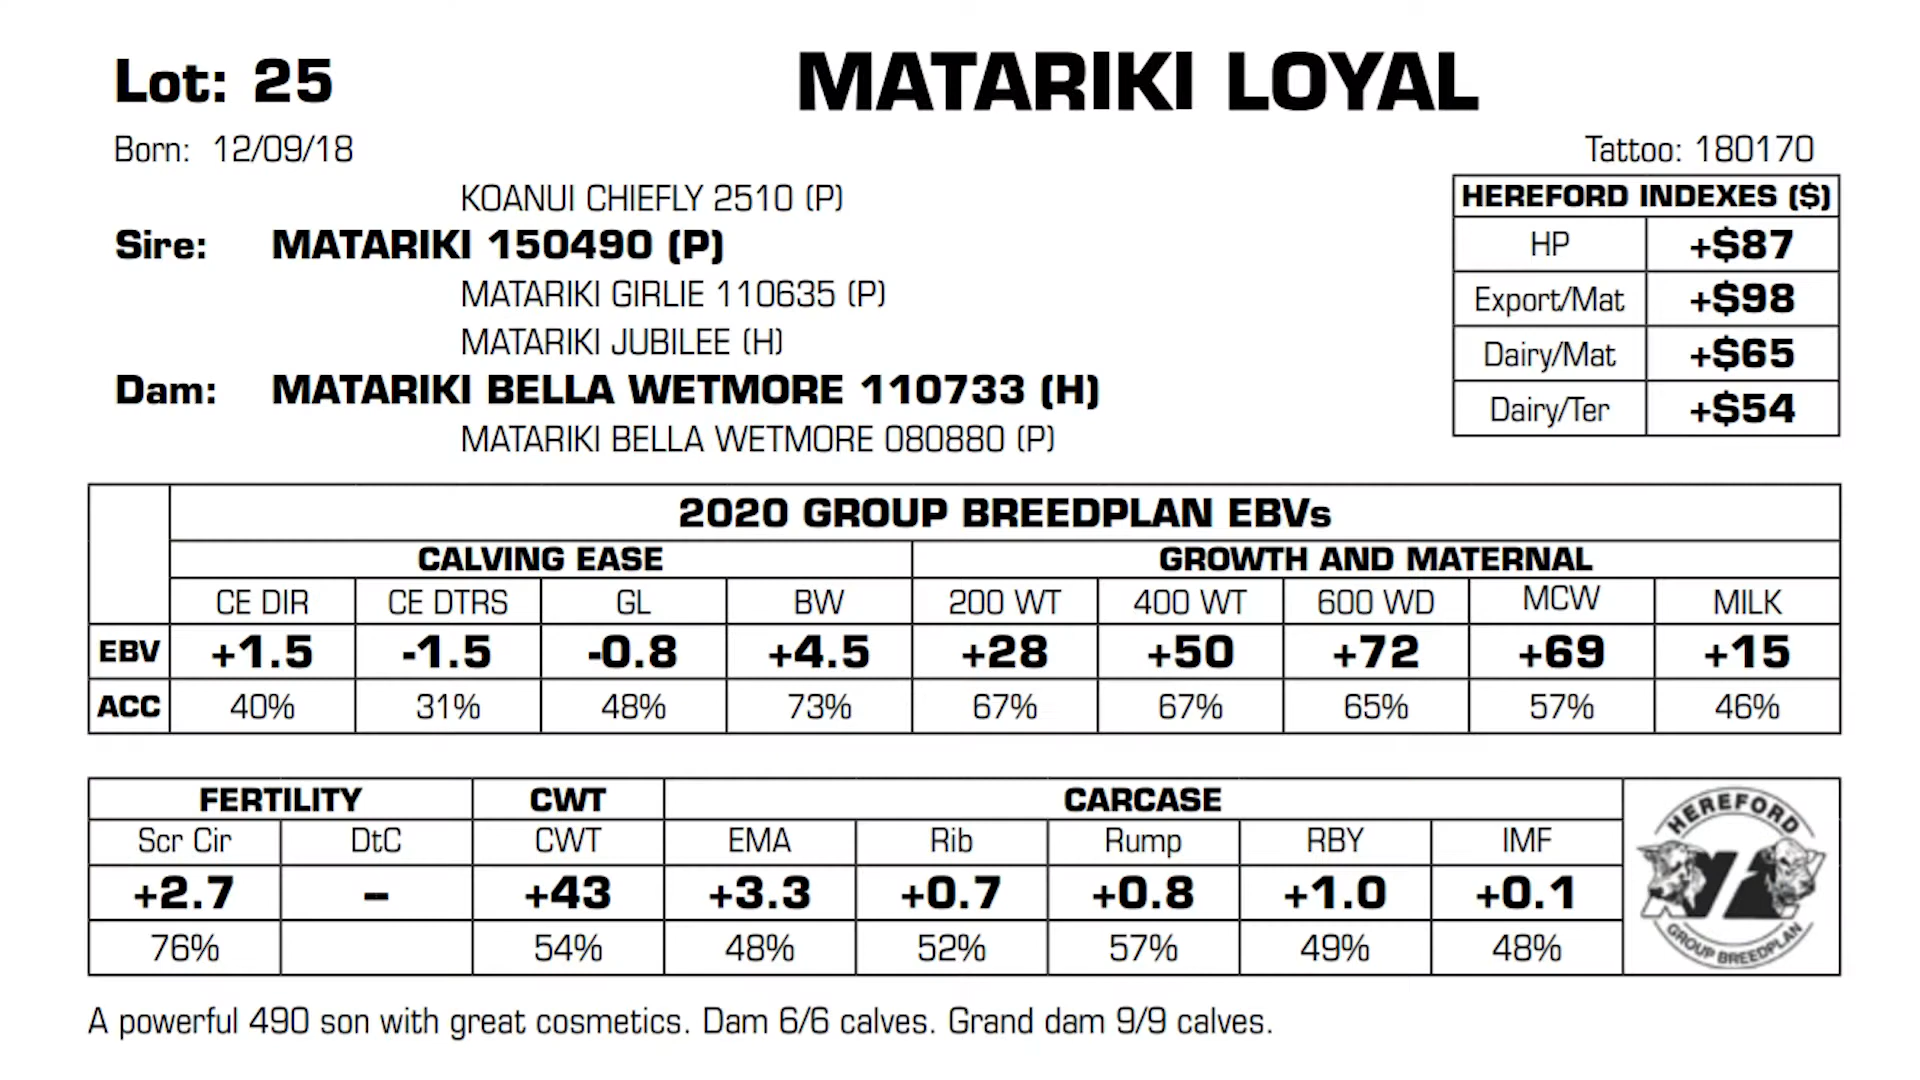 Lot: 25
MATARIKI LOYAL
Born: 12/09/18
Tattoo: 180170
KOANUI CHIEFLY 2510 (P)
Sire: MATARIKI 150490 (P)
MATARIKI GIRLIE 110635 (P)
MATARIKI JUBILEE (H)
Dam: MATARIKI BELLA WETMORE 110733 (H)
MATARIKI BELLA WETMORE 080880 (P)
HEREFORD INDEXES ($)
HP +$87
Export/Mat +$98
Dairy/Mat +$65
Dairy/Ter +$54
2020 GROUP BREEDPLAN EBVs
CALVING EASE GROWTH AND MATERNAL
CE DIR CE DTRS GL BW 200 WT 400 WT 600 WD MCW MILK
EBV +1.5 -1.5 -0.8 +4.5 +28 +50 +72 +69 +15
ACC 40% 31% 48% 73% 67% 67% 65% 57% 46%
FERTILITY CWT CARCASE
Scr Cir DtC CWT EMA Rib Rump RBY IMF
+2.7 – +43 +3.3 +0.7 +0.8 +1.0 +0.1
76% 54% 48% 52% 57% 49% 48%
HEREFORD
GROUP BREEDPLAN
A powerful 490 son with great cosmetics. Dam 6/6 calves. Grand dam 9/9 calves.